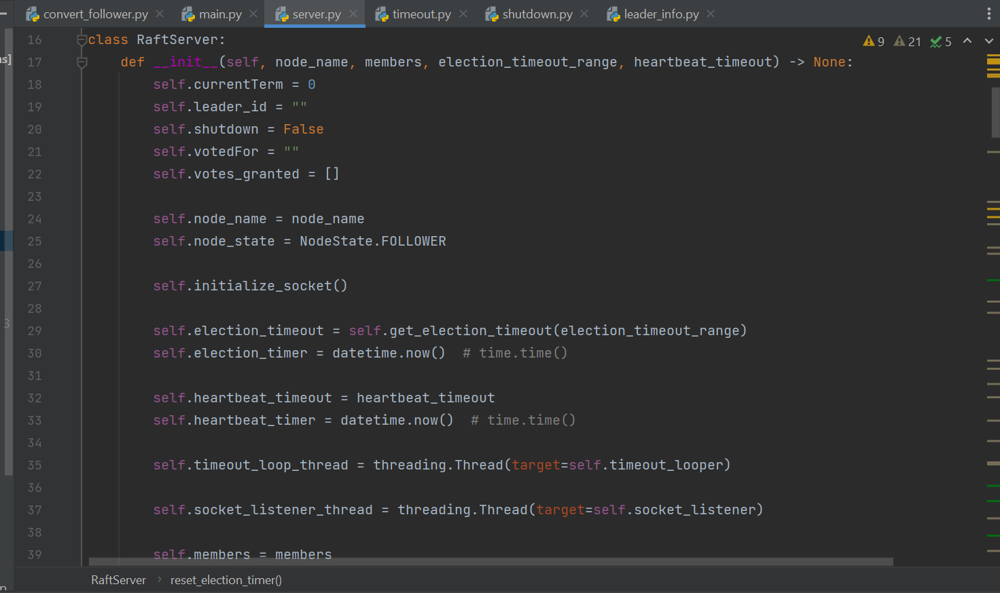 convert_follower.py main.py server.py timeout.py shutdown.py leader_info.py
16 class RaftServer:
9 21 5
s]
17 def __init__(self, node_name, members, election_timeout_range, heartbeat_timeout) -> None:
18 self.currentTerm = 0
19 self.leader_id = ""
20 self.shutdown = False
21 self.votedFor = ""
22 self.votes_granted = []
23
24 self.node_name = node_name
25 self.node_state = NodeState.FOLLOWER
26
27 self.initialize_socket()
28
3
29 self.election_timeout = self.get_election_timeout(election_timeout_range)
30 self.election_timer = datetime.now()  # time.time()
31
32 self.heartbeat_timeout = heartbeat_timeout
33 self.heartbeat_timer = datetime.now()  # time.time()
34
35 self.timeout_loop_thread = threading.Thread(target=self.timeout_looper)
36
37 self.socket_listener_thread = threading.Thread(target=self.socket_listener)
38
39 self.members = members
RaftServer › reset_election_timer()